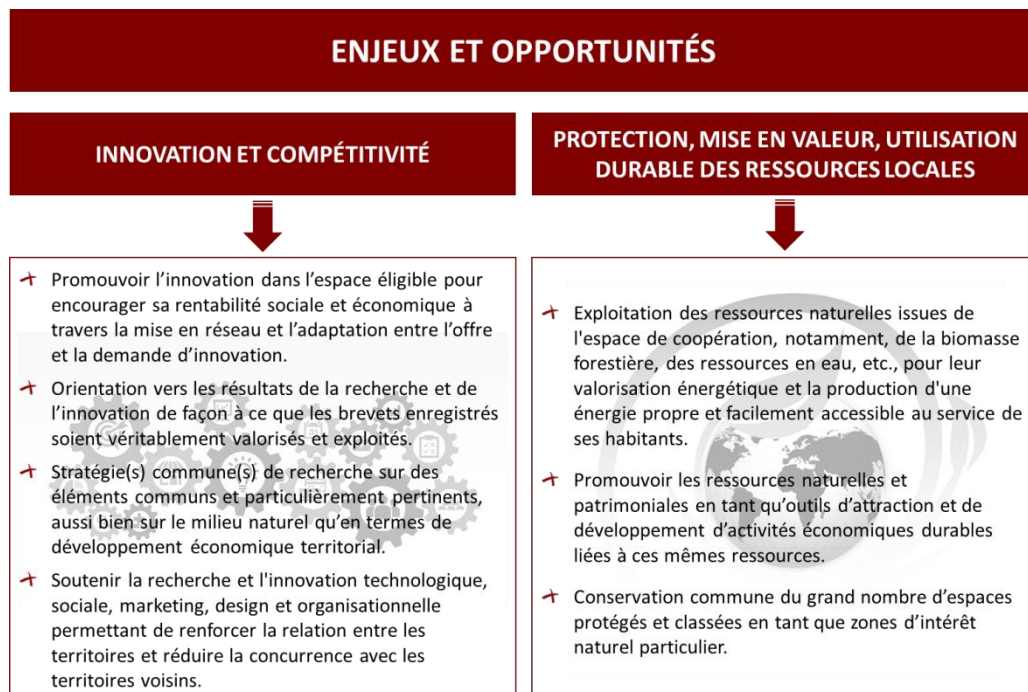 ENJEUX ET OPPORTUNITÉS
INNOVATION ET COMPÉTITIVITÉ
Promouvoir l’innovation dans l’espace éligible pour
encourager sa rentabilité sociale et économique à
travers la mise en réseau et l’adaptation entre l’offre
et la demande d’innovation.
Orientation vers les résultats de la recherche et de
l’innovation de façon à ce que les brevets enregistrés
soient véritablement valorisés et exploités.
Stratégie(s) commune(s) de recherche sur des
éléments communs et particulièrement pertinents,
aussi bien sur le milieu naturel qu’en termes de
développement économique territorial.
Soutenir la recherche et l'innovation technologique,
sociale, marketing, design et organisationnelle
permettant de renforcer la relation entre les
territoires et réduire la concurrence avec les
territoires voisins.
PROTECTION, MISE EN VALEUR, UTILISATION
DURABLE DES RESSOURCES LOCALES
Exploitation des ressources naturelles issues de
l'espace de coopération, notamment, de la biomasse
forestière, des ressources en eau, etc., pour leur
valorisation énergétique et la production d'une
énergie propre et facilement accessible au service de
ses habitants.
Promouvoir les ressources naturelles et
patrimoniales en tant qu’outils d’attraction et de
développement d’activités économiques durables
liées à ces mêmes ressources.
Conservation commune du grand nombre d’espaces
protégés et classées en tant que zones d’intérêt
naturel particulier.